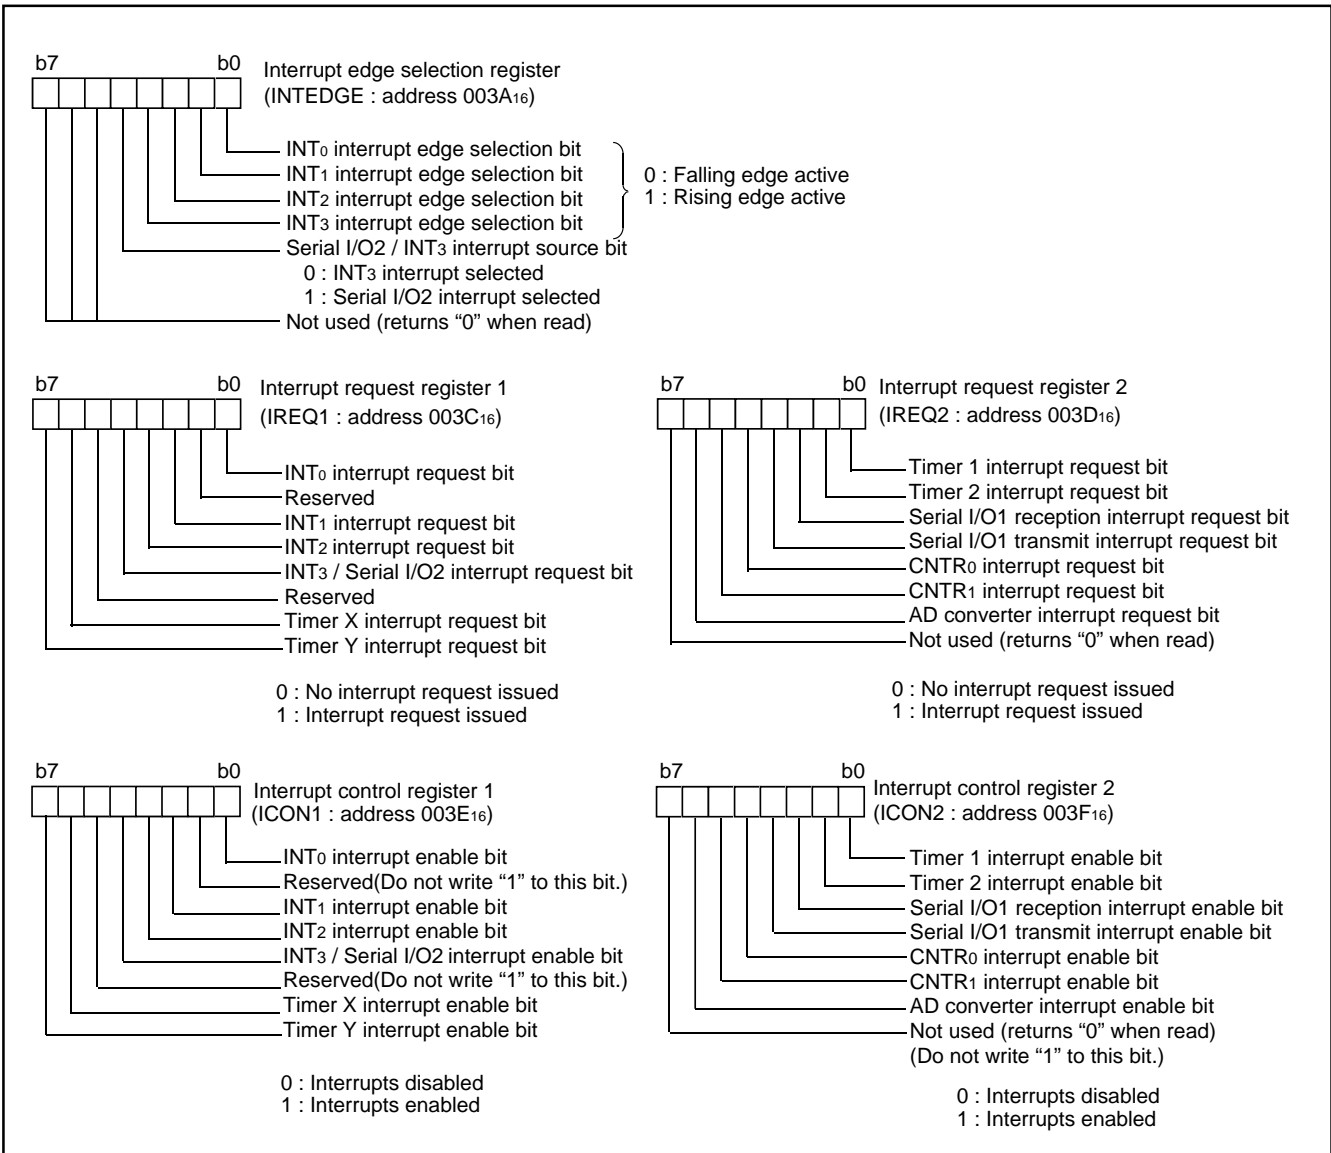 b7 b0 Interrupt edge selection register
(INTEDGE : address 003A16)
INT0 interrupt edge selection bit
INT1 interrupt edge selection bit
INT2 interrupt edge selection bit
INT3 interrupt edge selection bit
0 : Falling edge active
1 : Rising edge active
Serial I/O2 / INT3 interrupt source bit
0 : INT3 interrupt selected
1 : Serial I/O2 interrupt selected
Not used (returns “0” when read)
b7 b0 Interrupt request register 1
(IREQ1 : address 003C16)
INT0 interrupt request bit
Reserved
INT1 interrupt request bit
INT2 interrupt request bit
INT3 / Serial I/O2 interrupt request bit
Reserved
Timer X interrupt request bit
Timer Y interrupt request bit
0 : No interrupt request issued
1 : Interrupt request issued
b7 b0 Interrupt request register 2
(IREQ2 : address 003D16)
Timer 1 interrupt request bit
Timer 2 interrupt request bit
Serial I/O1 reception interrupt request bit
Serial I/O1 transmit interrupt request bit
CNTR0 interrupt request bit
CNTR1 interrupt request bit
AD converter interrupt request bit
Not used (returns “0” when read)
0 : No interrupt request issued
1 : Interrupt request issued
b7 b0 Interrupt control register 1
(ICON1 : address 003E16)
INT0 interrupt enable bit
Reserved(Do not write “1” to this bit.)
INT1 interrupt enable bit
INT2 interrupt enable bit
INT3 / Serial I/O2 interrupt enable bit
Reserved(Do not write “1” to this bit.)
Timer X interrupt enable bit
Timer Y interrupt enable bit
0 : Interrupts disabled
1 : Interrupts enabled
b7 b0 Interrupt control register 2
(ICON2 : address 003F16)
Timer 1 interrupt enable bit
Timer 2 interrupt enable bit
Serial I/O1 reception interrupt enable bit
Serial I/O1 transmit interrupt enable bit
CNTR0 interrupt enable bit
CNTR1 interrupt enable bit
AD converter interrupt enable bit
Not used (returns “0” when read)
(Do not write “1” to this bit.)
0 : Interrupts disabled
1 : Interrupts enabled